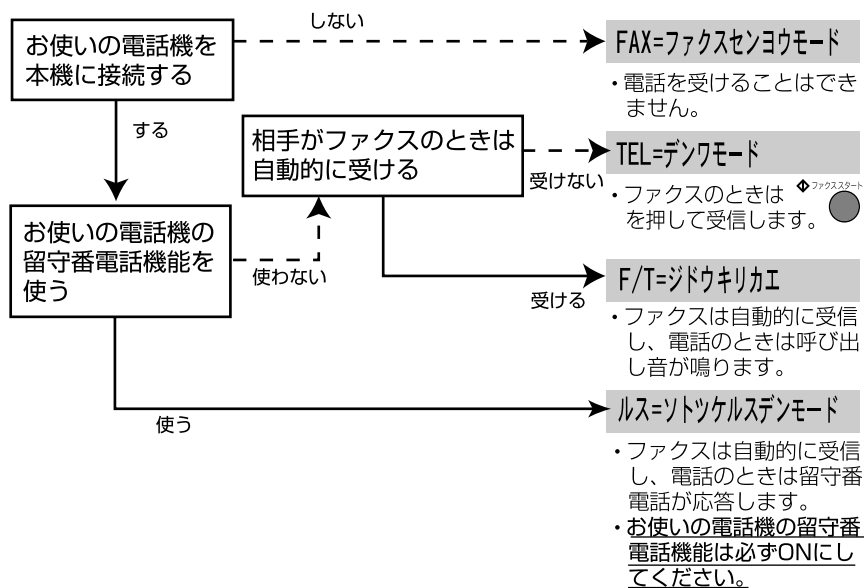 お使いの電話機を
本機に接続する
しない
FAX=ファクスセンヨウモード
・電話を受けることはでき
ません。
する
相手がファクスのときは
自動的に受ける
受けない
TEL=デンワモード
・ファクスのときは
ファクススタート
を押して受信します。
お使いの電話機の
留守番電話機能を
使う
使わない
受ける
F/T=ジドウキリカエ
・ファクスは自動的に受信
し、電話のときは呼び出
し音が鳴ります。
使う
ルス=ソトツケルスデンモード
・ファクスは自動的に受信
し、電話のときは留守番
電話が応答します。
・お使いの電話機の留守番
電話機能は必ずONにし
てください。